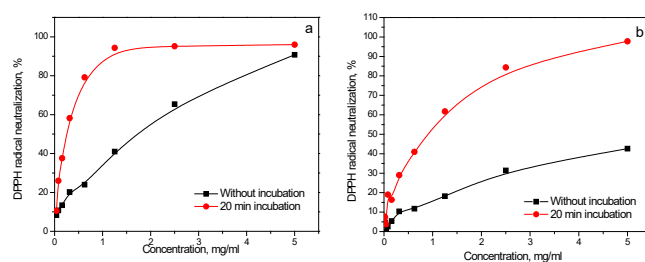 a
DPPH radical neutralization, %
100
80
60
40
20
0
Without incubation
20 min incubation
0 1 2 3 4 5
Concentration, mg/ml
b
DPPH radical neutralization, %
110
100
90
80
70
60
50
40
30
20
10
0
Without incubation
20 min incubation
0 1 2 3 4 5
Concentration, mg/ml